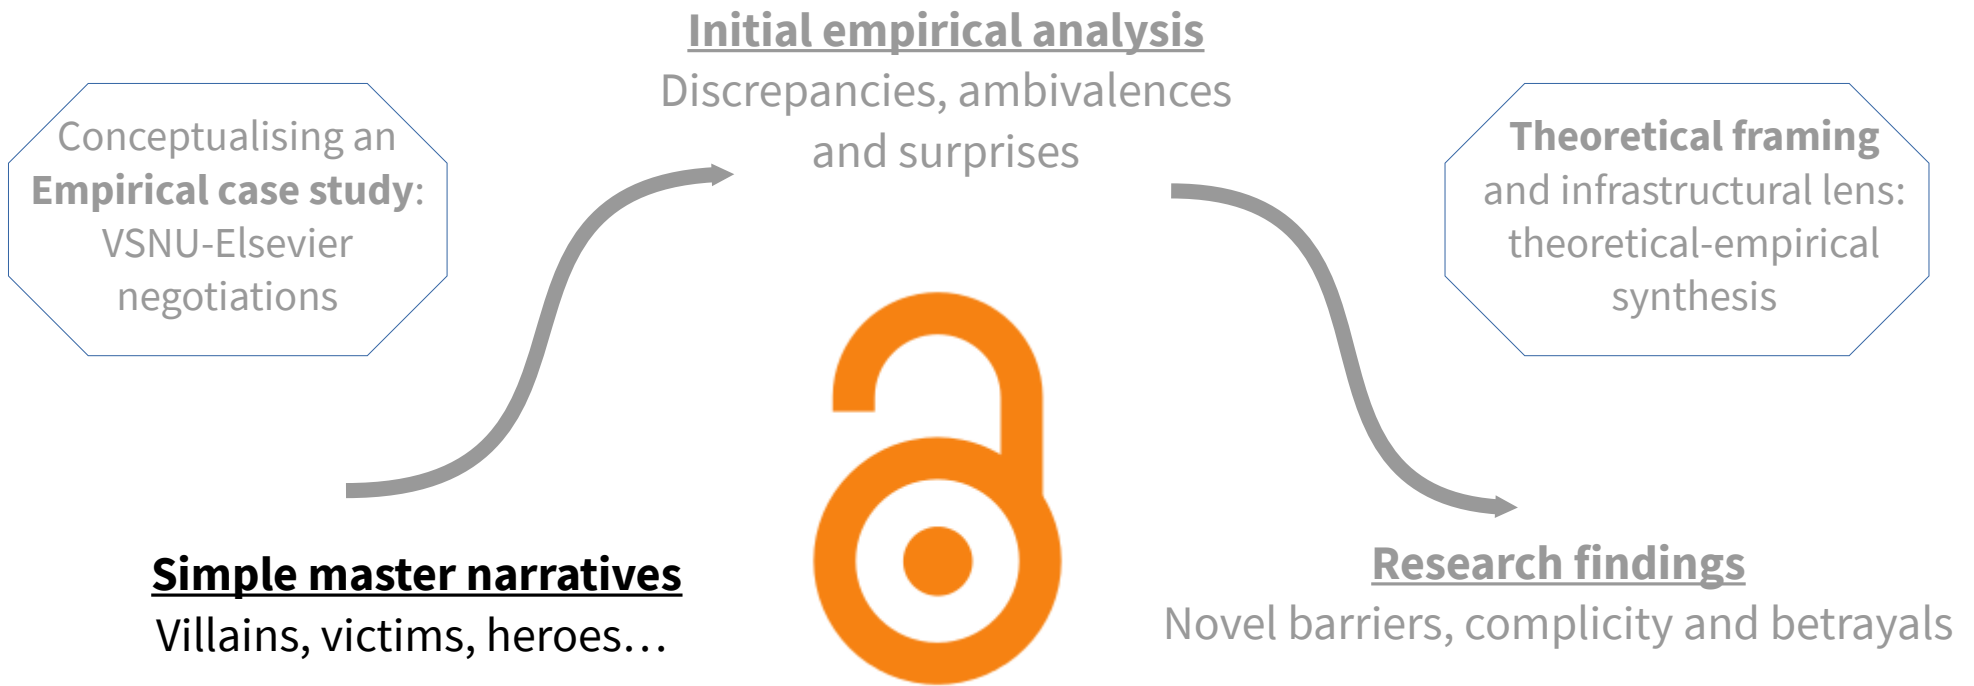 Initial empirical analysis
Discrepancies, ambivalences
and surprises
Conceptualising an
Empirical case study:
VSNU-Elsevier
negotiations
Theoretical framing
and infrastructural lens:
theoretical-empirical
synthesis
Simple master narratives
Villains, victims, heroes…
Research findings
Novel barriers, complicity and betrayals